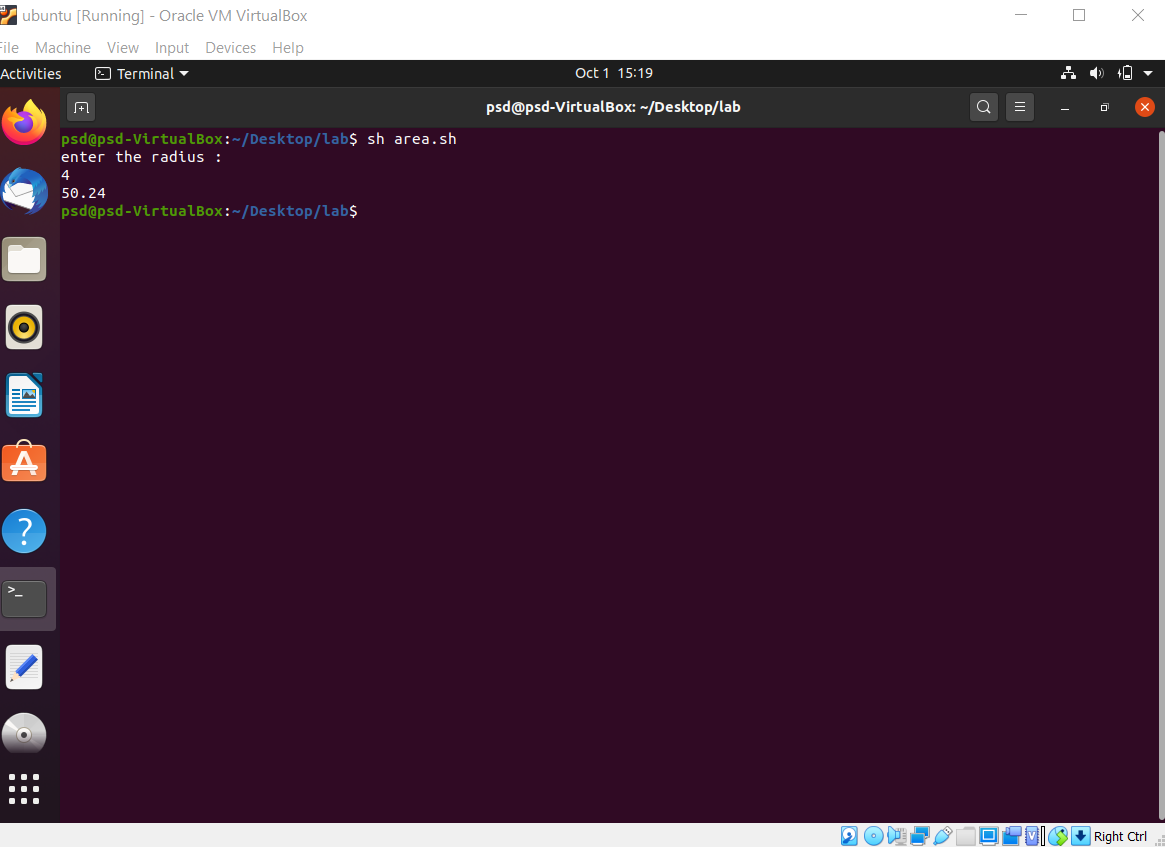 ubuntu [Running] - Oracle VM VirtualBox
File Machine View Input Devices Help
Activities Terminal Oct 1 15:19
psd@psd-VirtualBox: ~/Desktop/lab
psd@psd-VirtualBox:~/Desktop/lab$ sh area.sh
enter the radius :
4
50.24
psd@psd-VirtualBox:~/Desktop/lab$
>_
Right Ctrl